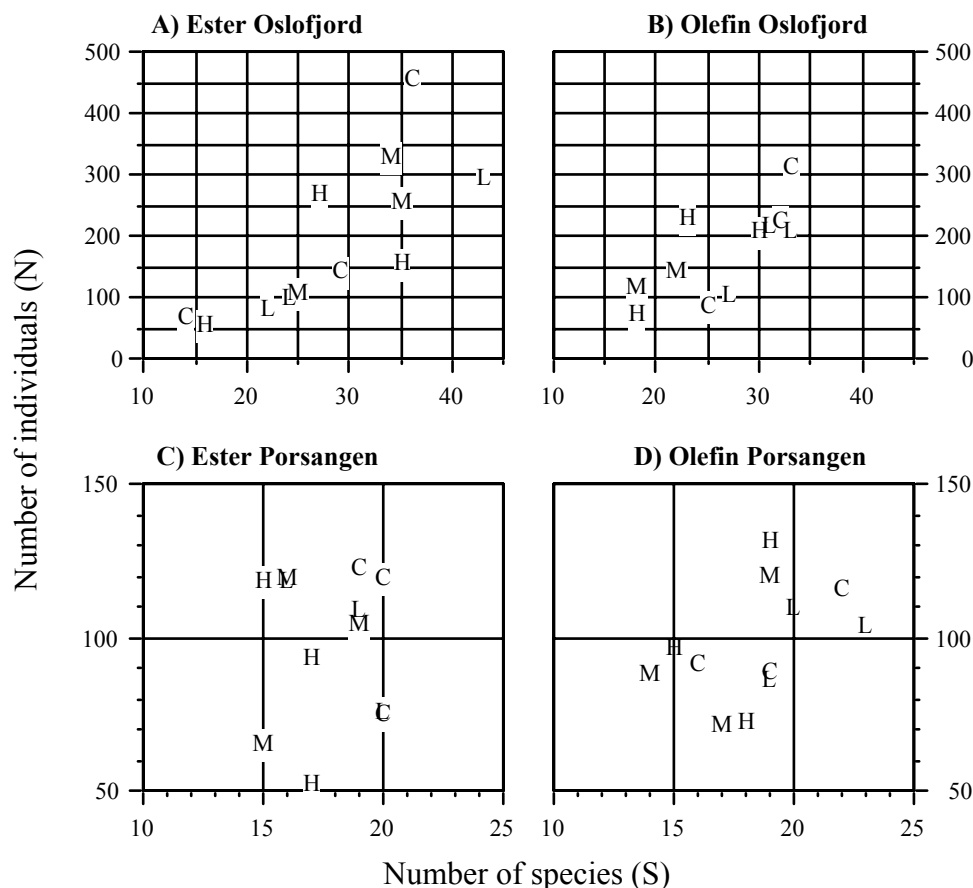 A) Ester Oslofjord
B) Olefin Oslofjord
500
400
300
200
100
0
10 20 30 40
C
M
L
H
M
H
C
M
L
L
C
H
500
400
300
200
100
0
10 20 30 40
C
H
C
L
H
L
M
M
L
C
H
C) Ester Porsangen
D) Olefin Porsangen
150
100
50
10 15 20 25
C
C
H
L
M
L
M
H
L
C
M
H
150
100
50
10 15 20 25
H
M
C
L
L
H
C
M
C
L
M
H
Number of individuals (N)
Number of species (S)